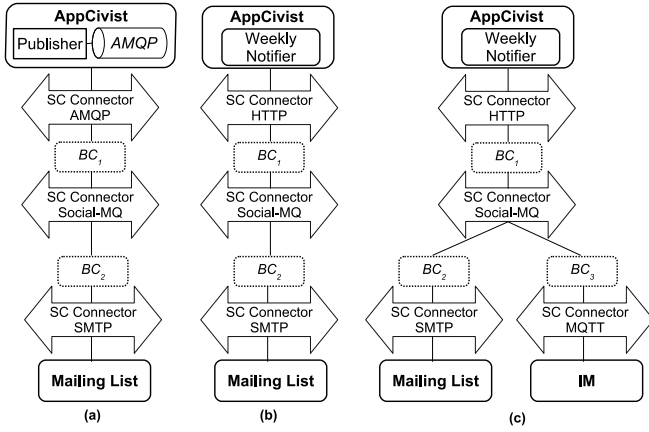 AppCivist
Publisher
AMQP
SC Connector
AMQP
BC1
SC Connector
Social-MQ
BC2
SC Connector
SMTP
Mailing List
(a)
AppCivist
Weekly
Notifier
SC Connector
HTTP
BC1
SC Connector
Social-MQ
BC2
SC Connector
SMTP
Mailing List
(b)
AppCivist
Weekly
Notifier
SC Connector
HTTP
BC1
SC Connector
Social-MQ
BC2
SC Connector
SMTP
Mailing List
BC3
SC Connector
MQTT
IM
(c)